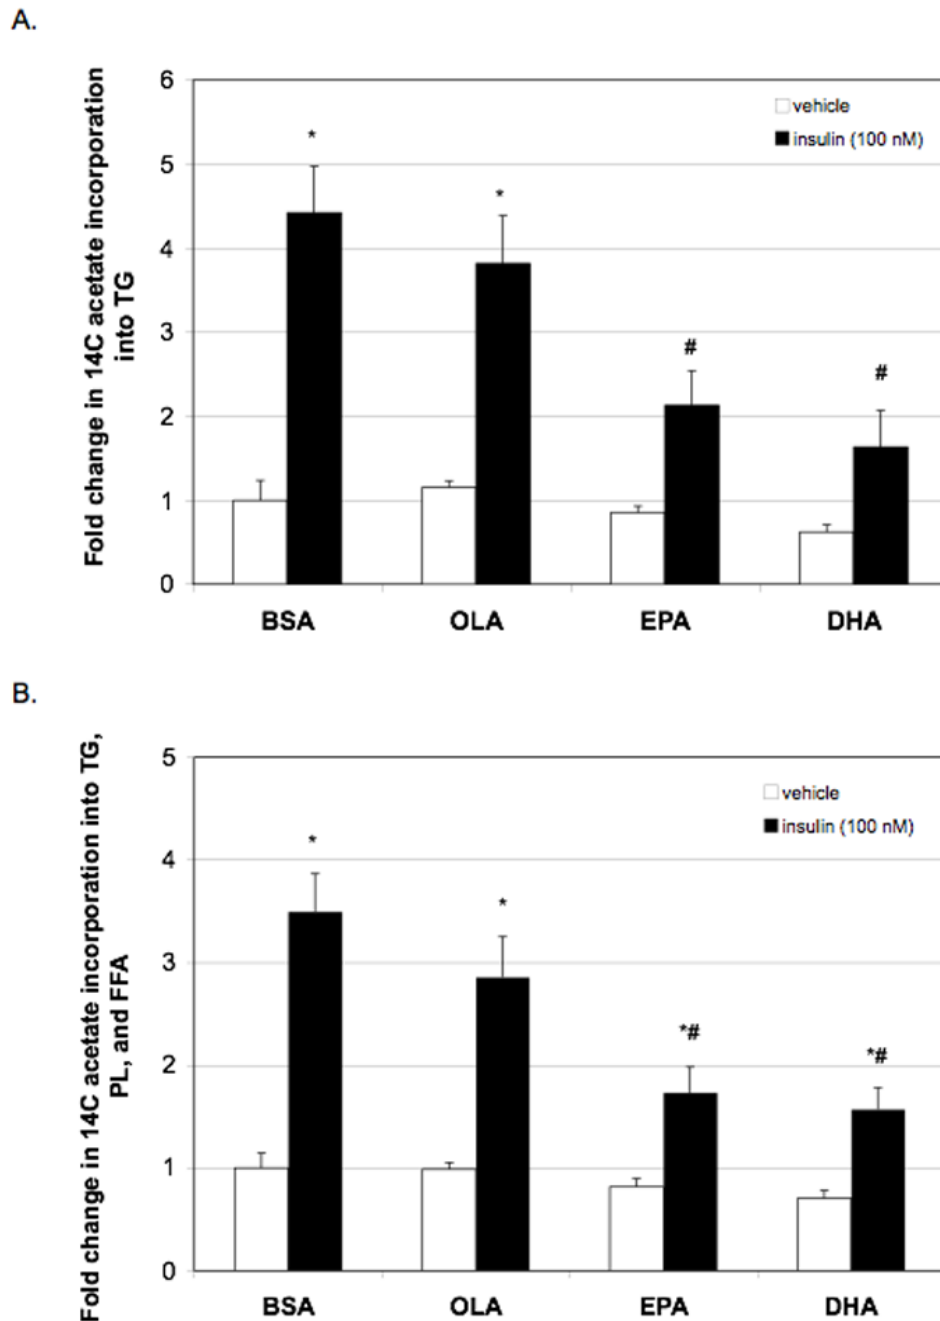 A.
Fold change in 14C acetate incorporation
into TG
6
5
4
3
2
1
0
vehicle
insulin (100 nM)
*
*
#
#
BSA OLA EPA DHA
B.
Fold change in 14C acetate incorporation into TG,
PL, and FFA
5
4
3
2
1
0
vehicle
insulin (100 nM)
*
*
*#
*#
BSA OLA EPA DHA